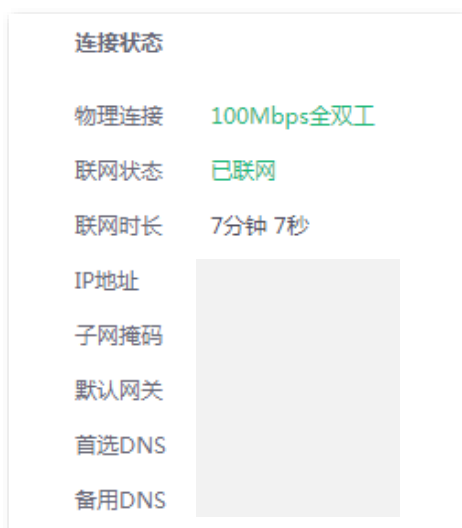 连接状态
物理连接 100Mbps全双工
联网状态 已联网
联网时长 7分钟 7秒
IP地址
子网掩码
默认网关
首选DNS
备用DNS